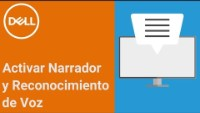 DELL
Activar Narrador
y Reconocimiento
de Voz